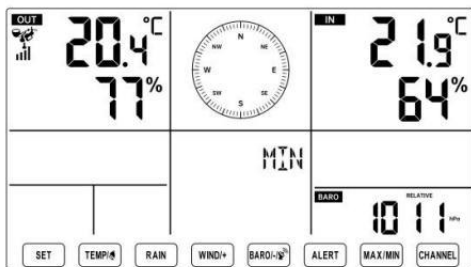 OUT
20.4°C
77%
N
NW NE
W E
SW SE
S
IN
21.9°C
64%
MIN
BARO
RELATIVE
1011 hPa
SET TEMP/ RAIN WIND/+ BARO/-/ ALERT MAX/MIN CHANNEL